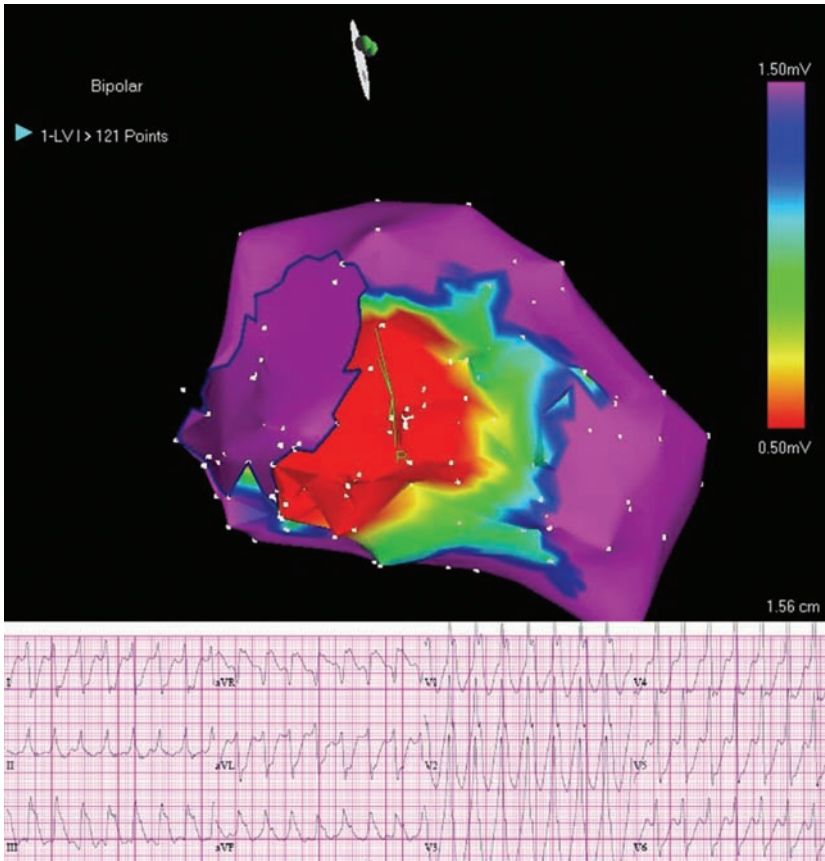 1.50mV
Bipolar
1-LV I > 121 Points
0.50mV
R
1.56 cm
I aVR V1 V4
II aVL V2 V5
III aVF V3 V6